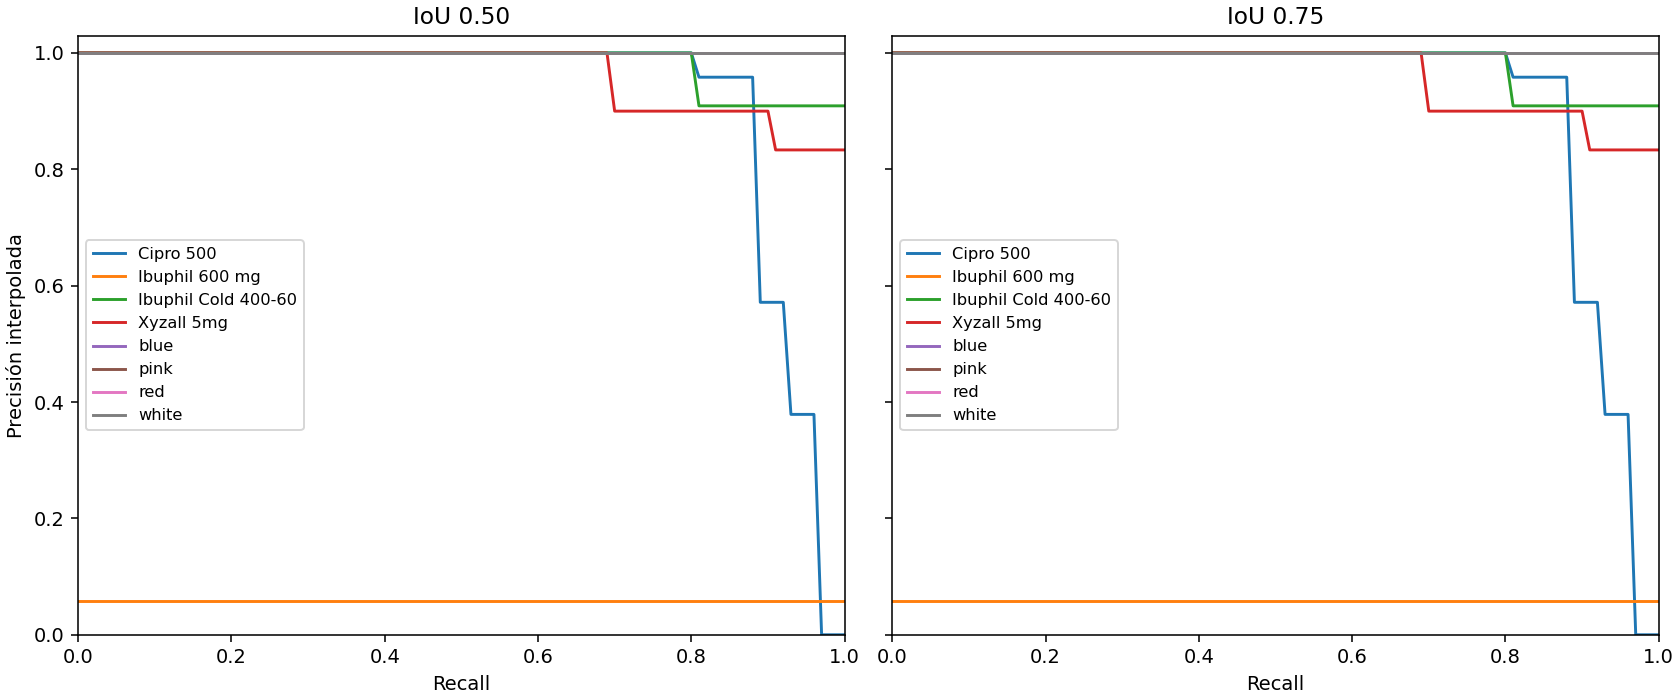 IoU 0.50
Precisión interpolada
1.0
0.8
0.6
0.4
0.2
0.0
Cipro 500
Ibuphil 600 mg
Ibuphil Cold 400-60
Xyzall 5mg
blue
pink
red
white
0.0 0.2 0.4 0.6 0.8 1.0
Recall
IoU 0.75
Cipro 500
Ibuphil 600 mg
Ibuphil Cold 400-60
Xyzall 5mg
blue
pink
red
white
0.0 0.2 0.4 0.6 0.8 1.0
Recall